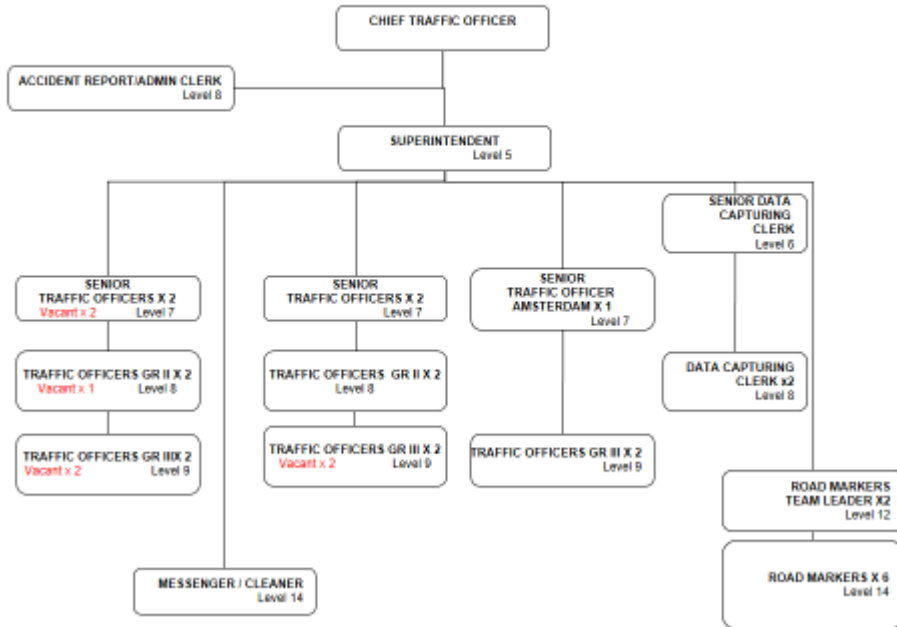 CHIEF TRAFFIC OFFICER
ACCIDENT REPORT/ADMIN CLERK
Level 8
SUPERINTENDENT
Level 5
SENIOR
TRAFFIC OFFICERS X 2
Vacant x 2 Level 7
TRAFFIC OFFICERS GR II X 2
Vacant x 1 Level 8
TRAFFIC OFFICERS GR IIIX 2
Vacant x 2 Level 9
MESSENGER / CLEANER
Level 14
SENIOR
TRAFFIC OFFICERS X 2
Level 7
TRAFFIC OFFICERS GR II X 2
Level 8
TRAFFIC OFFICERS GR III X 2
Vacant x 2 Level 9
SENIOR
TRAFFIC OFFICER
AMSTERDAM X 1
Level 7
TRAFFIC OFFICERS GR III X 2
Level 9
SENIOR DATA
CAPTURING
CLERK
Level 6
DATA CAPTURING
CLERK x2
Level 8
ROAD MARKERS
TEAM LEADER X2
Level 12
ROAD MARKERS X 6
Level 14